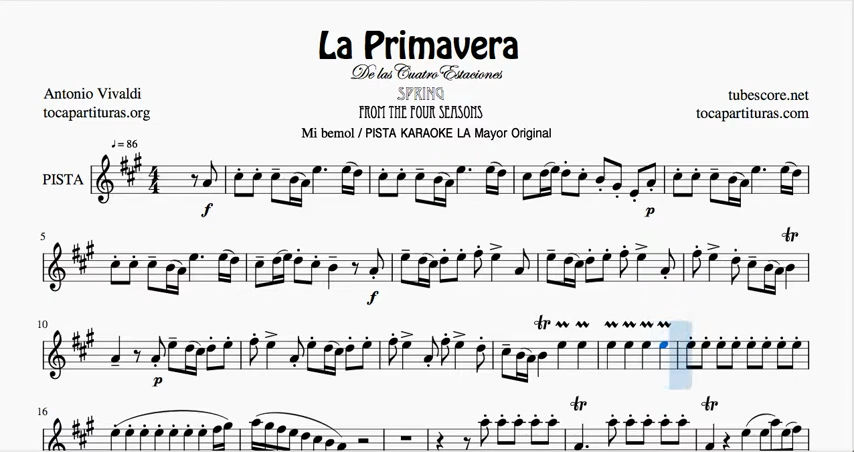 La Primavera
De las Cuatro Estaciones
Antonio Vivaldi
SPRING
tubescore.net
tocapartituras.org
FROM THE FOUR SEASONS
tocapartituras.com
Mi bemol / PISTA KARAOKE LA Mayor Original
♩ = 86
PISTA
f
p
5
tr
f
10
tr
p
16
tr
tr